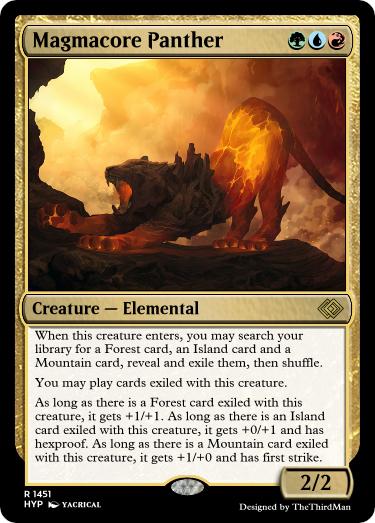 Magmacore Panther
Creature — Elemental
When this creature enters, you may search your
library for a Forest card, an Island card and a
Mountain card, reveal and exile them, then shuffle.
You may play cards exiled with this creature.
As long as there is a Forest card exiled with this
creature, it gets +1/+1. As long as there is an Island
card exiled with this creature, it gets +0/+1 and has
hexproof. As long as there is a Mountain card exiled
with this creature, it gets +1/+0 and has first strike.
2/2
R 1451
HYP YACRICAL
Designed by TheThirdMan